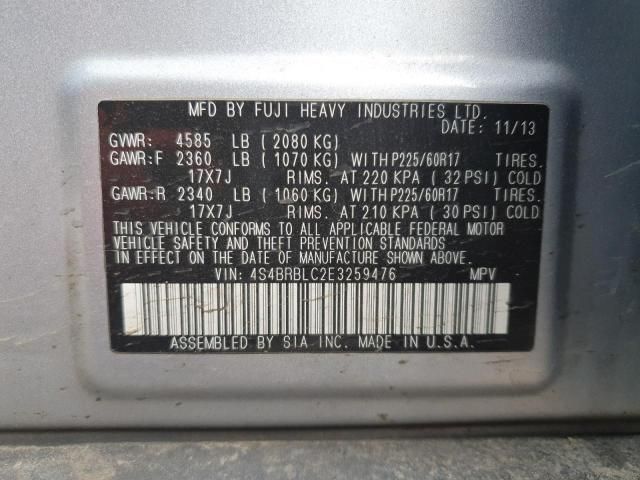 MFD BY FUJI HEAVY INDUSTRIES LTD.
DATE: 11/13
GVWR: 4585 LB ( 2080 KG)
GAWR:F 2360 LB ( 1070 KG) WITH P225/60R17 TIRES.
17X7J RIMS. AT 220 KPA ( 32 PSI) COLD
GAWR:R 2340 LB ( 1060 KG) WITH P225/60R17 TIRES.
17X7J RIMS. AT 210 KPA ( 30 PSI) COLD
THIS VEHICLE CONFORMS TO ALL APPLICABLE FEDERAL MOTOR
VEHICLE SAFETY AND THEFT PREVENTION STANDARDS
IN EFFECT ON THE DATE OF MANUFACTURE SHOWN ABOVE.
VIN: 4S4BRBLC2E3259476 MPV
ASSEMBLED BY SIA INC. MADE IN U.S.A.